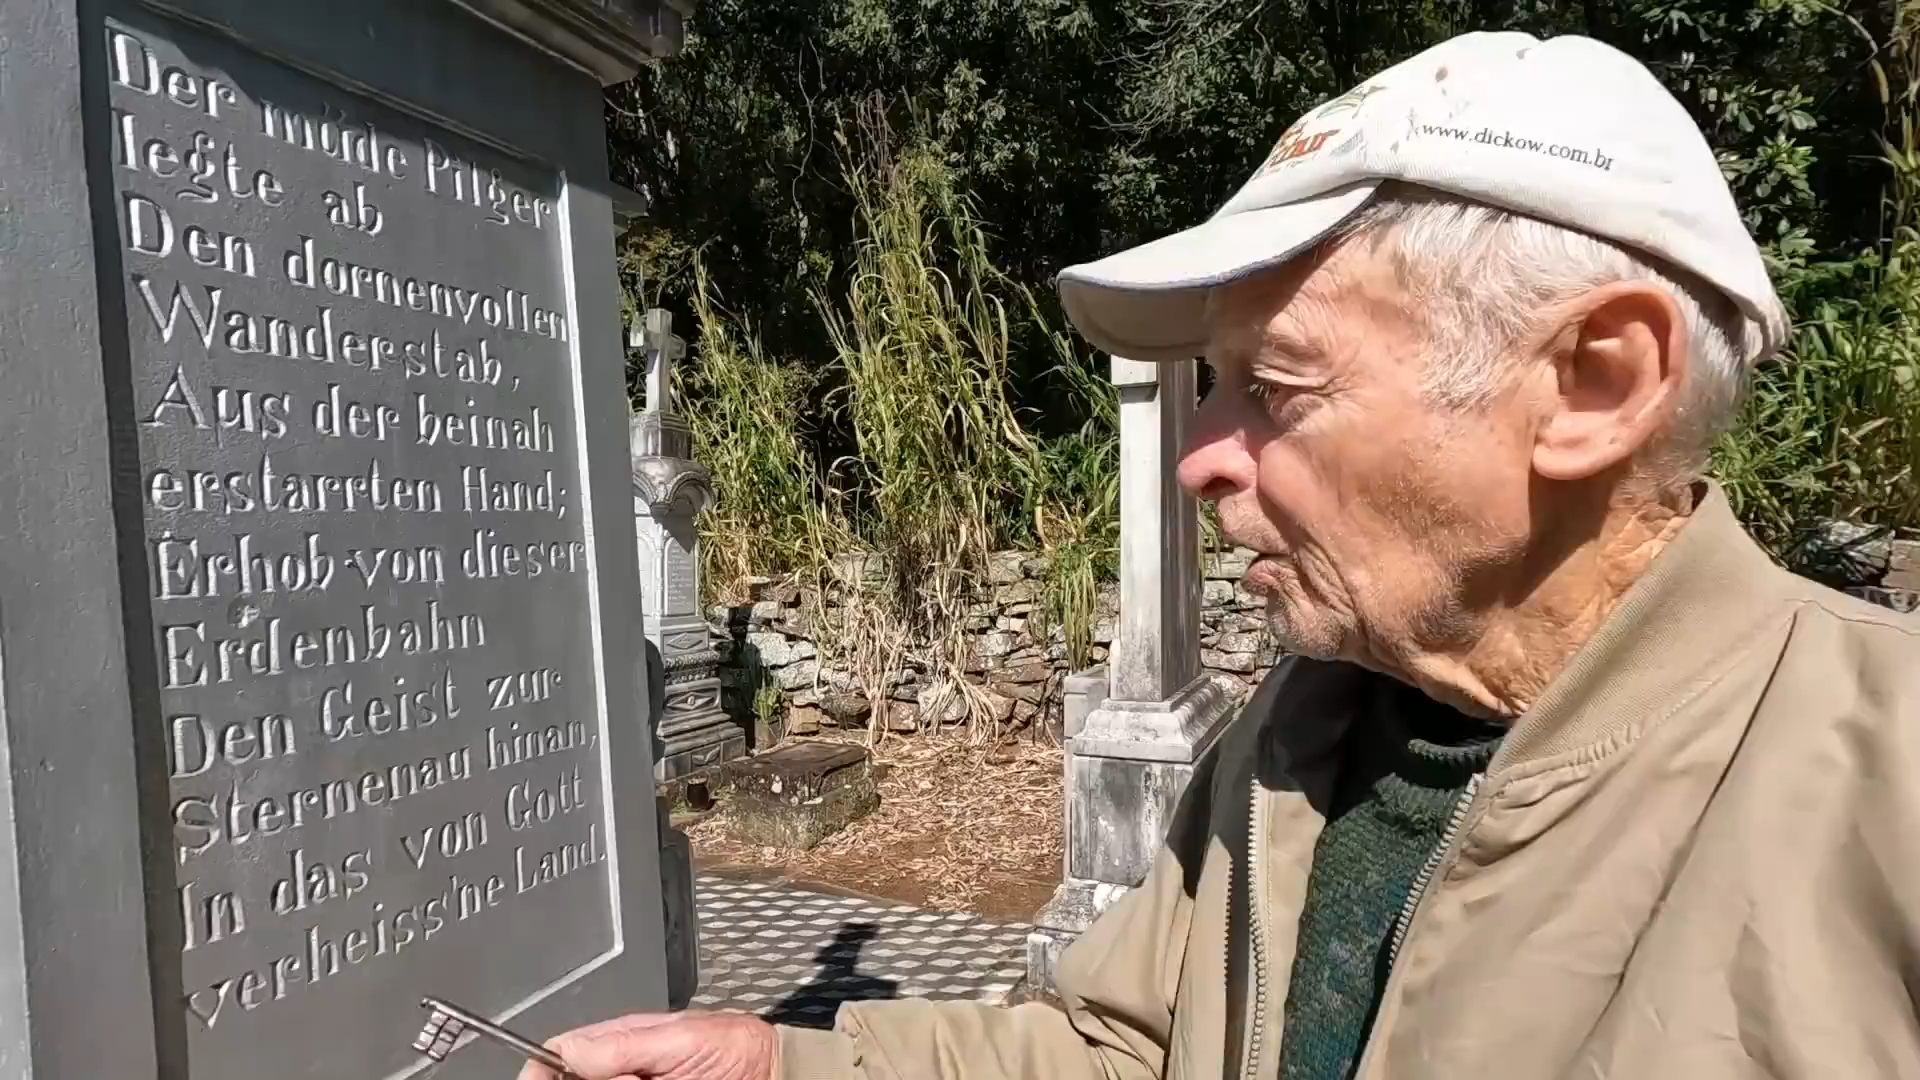 Der müde Pilger
legte ab
Den dornenvollen
Wanderstab,
Aus der beinah
erstarrten Hand;
Erhob von dieser
Erdenbahn
Den Geist zur
Sternenau hinan,
In das von Gott
verheiss'ne Land.
www.dickow.com.br